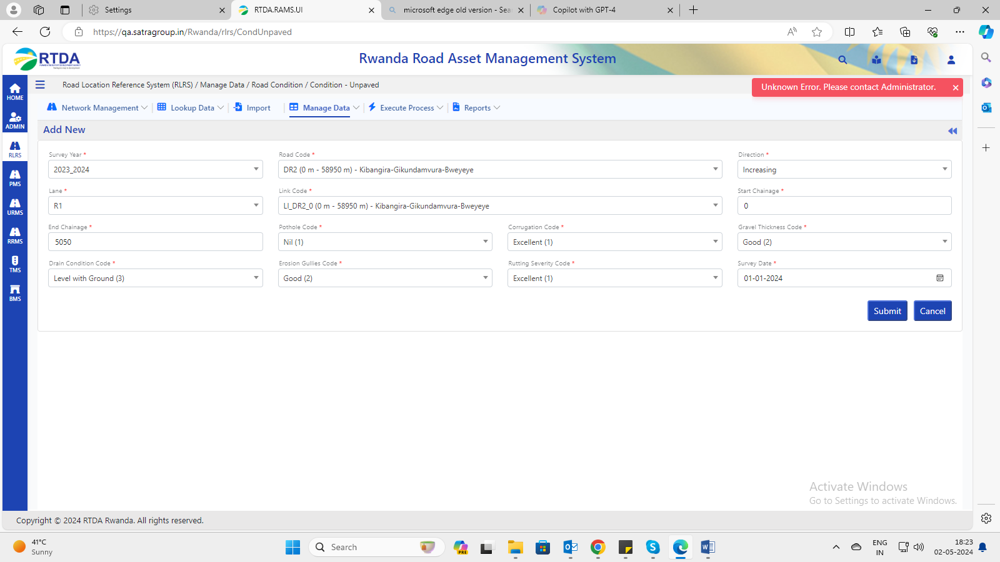 Settings
RTDA.RAMS.UI
microsoft edge old version - Sea
Copilot with GPT-4
https://qa.satragroup.in/Rwanda/rlrs/CondUnpaved
RTDA
Rwanda Road Asset Management System
Road Location Reference System (RLRS) / Manage Data / Road Condition / Condition - Unpaved
Unknown Error. Please contact Administrator.
HOME
ADMIN
RLRS
PMS
URMS
RRMS
TMS
BMS
Network Management
Lookup Data
Import
Manage Data
Execute Process
Reports
Add New
Survey Year *
Road Code *
Direction *
2023_2024
DR2 (0 m - 58950 m) - Kibangira-Gikundamvura-Bweyeye
Increasing
Lane *
Link Code *
Start Chainage *
R1
LI_DR2_0 (0 m - 58950 m) - Kibangira-Gikundamvura-Bweyeye
0
End Chainage *
Pothole Code *
Corrugation Code *
Gravel Thickness Code *
5050
Nil (1)
Excellent (1)
Good (2)
Drain Condition Code *
Erosion Gullies Code *
Rutting Severity Code *
Survey Date *
Level with Ground (3)
Good (2)
Excellent (1)
01-01-2024
Submit
Cancel
Activate Windows
Go to Settings to activate Windows.
Copyright © 2024 RTDA Rwanda. All rights reserved.
41°C
Sunny
Search
PRE
ENG
IN
18:23
02-05-2024